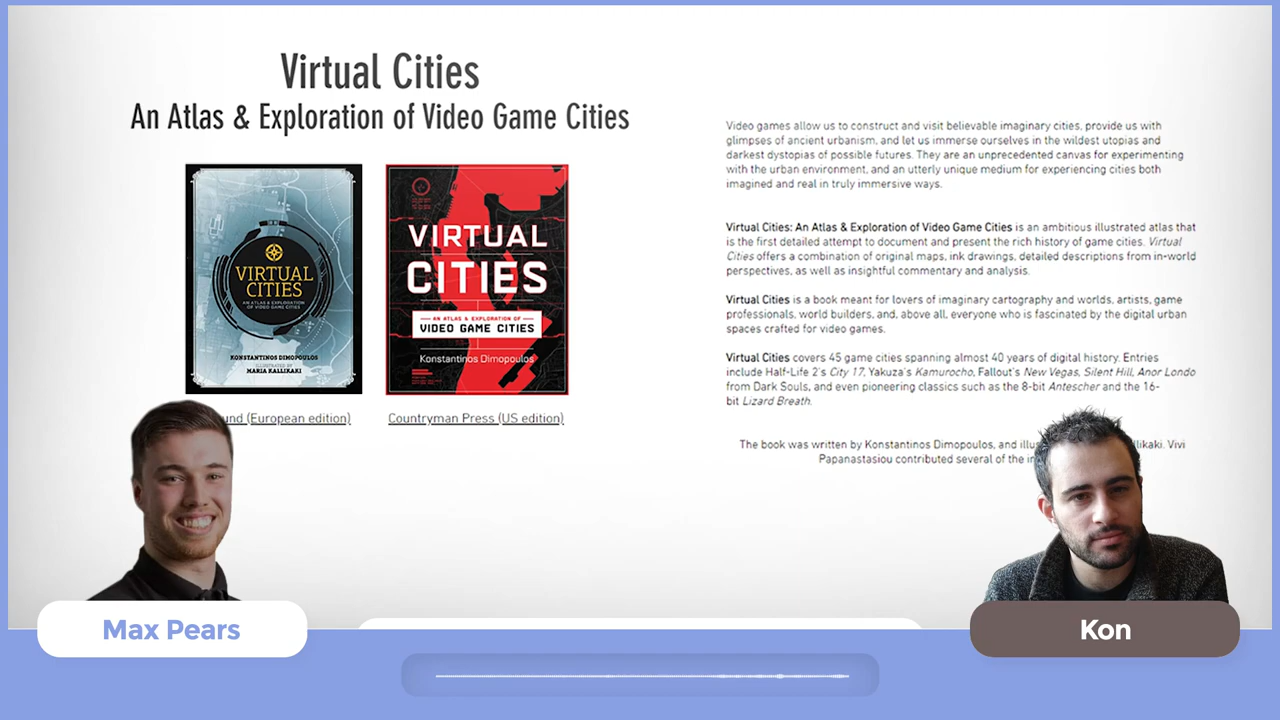 Virtual Cities
An Atlas & Exploration of Video Game Cities
VIRTUAL
CITIES
AN ATLAS & EXPLORATION
OF VIDEO GAME CITIES
KONSTANTINOS DIMOPOULOS
ILLUSTRATED BY
MARIA KALLIKAKI
VIRTUAL
CITIES
AN ATLAS & EXPLORATION OF
VIDEO GAME CITIES
Konstantinos Dimopoulos
und (European edition)
Countryman Press (US edition)
Video games allow us to construct and visit believable imaginary cities, provide us with
glimpses of ancient urbanism, and let us immerse ourselves in the wildest utopias and
darkest dystopias of possible futures. They are an unprecedented canvas for experimenting
with the urban environment, and an utterly unique medium for experiencing cities both
imagined and real in truly immersive ways.
Virtual Cities: An Atlas & Exploration of Video Game Cities is an ambitious illustrated atlas that
is the first detailed attempt to document and present the rich history of game cities. Virtual
Cities offers a combination of original maps, ink drawings, detailed descriptions from in-world
perspectives, as well as insightful commentary and analysis.
Virtual Cities is a book meant for lovers of imaginary cartography and worlds, artists, game
professionals, world builders, and, above all, everyone who is fascinated by the digital urban
spaces crafted for video games.
Virtual Cities covers 45 game cities spanning almost 40 years of digital history. Entries
include Half-Life 2's City 17, Yakuza's Kamurocho, Fallout's New Vegas, Silent Hill, Anor Londo
from Dark Souls, and even pioneering classics such as the 8-bit Antescher and the 16-
bit Lizard Breath.
The book was written by Konstantinos Dimopoulos, and illus llikaki. Vivi
Papanastasiou contributed several of the in
Max Pears
Kon